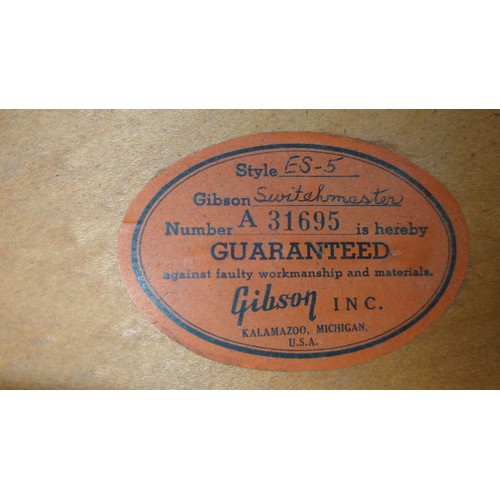 Style ES-5
Gibson Switchmaster
Number A 31695 is hereby
GUARANTEED
against faulty workmanship and materials.
Gibson INC.
KALAMAZOO, MICHIGAN,
U.S.A.